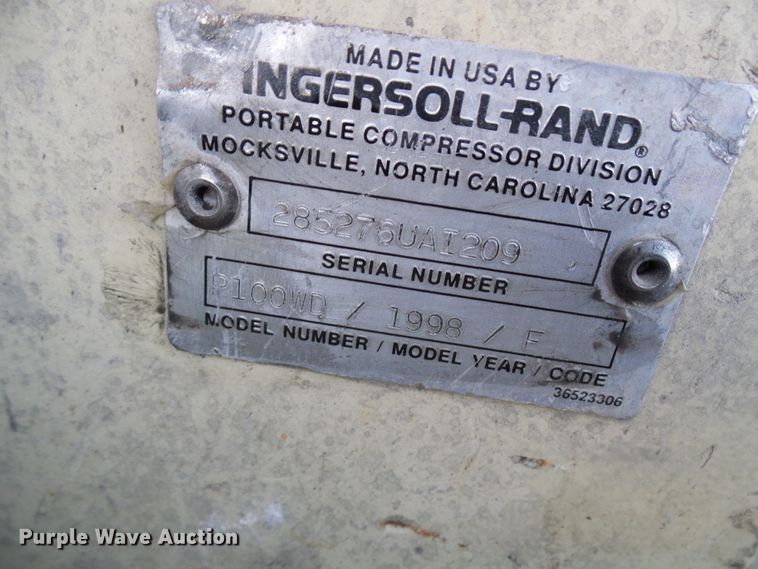 MADE IN USA BY
INGERSOLL-RAND®
PORTABLE COMPRESSOR DIVISION
MOCKSVILLE, NORTH CAROLINA 27028
285276UAI209
SERIAL NUMBER
P100WD / 1998 / F
MODEL NUMBER / MODEL YEAR / CODE
36523306
Purple Wave Auction